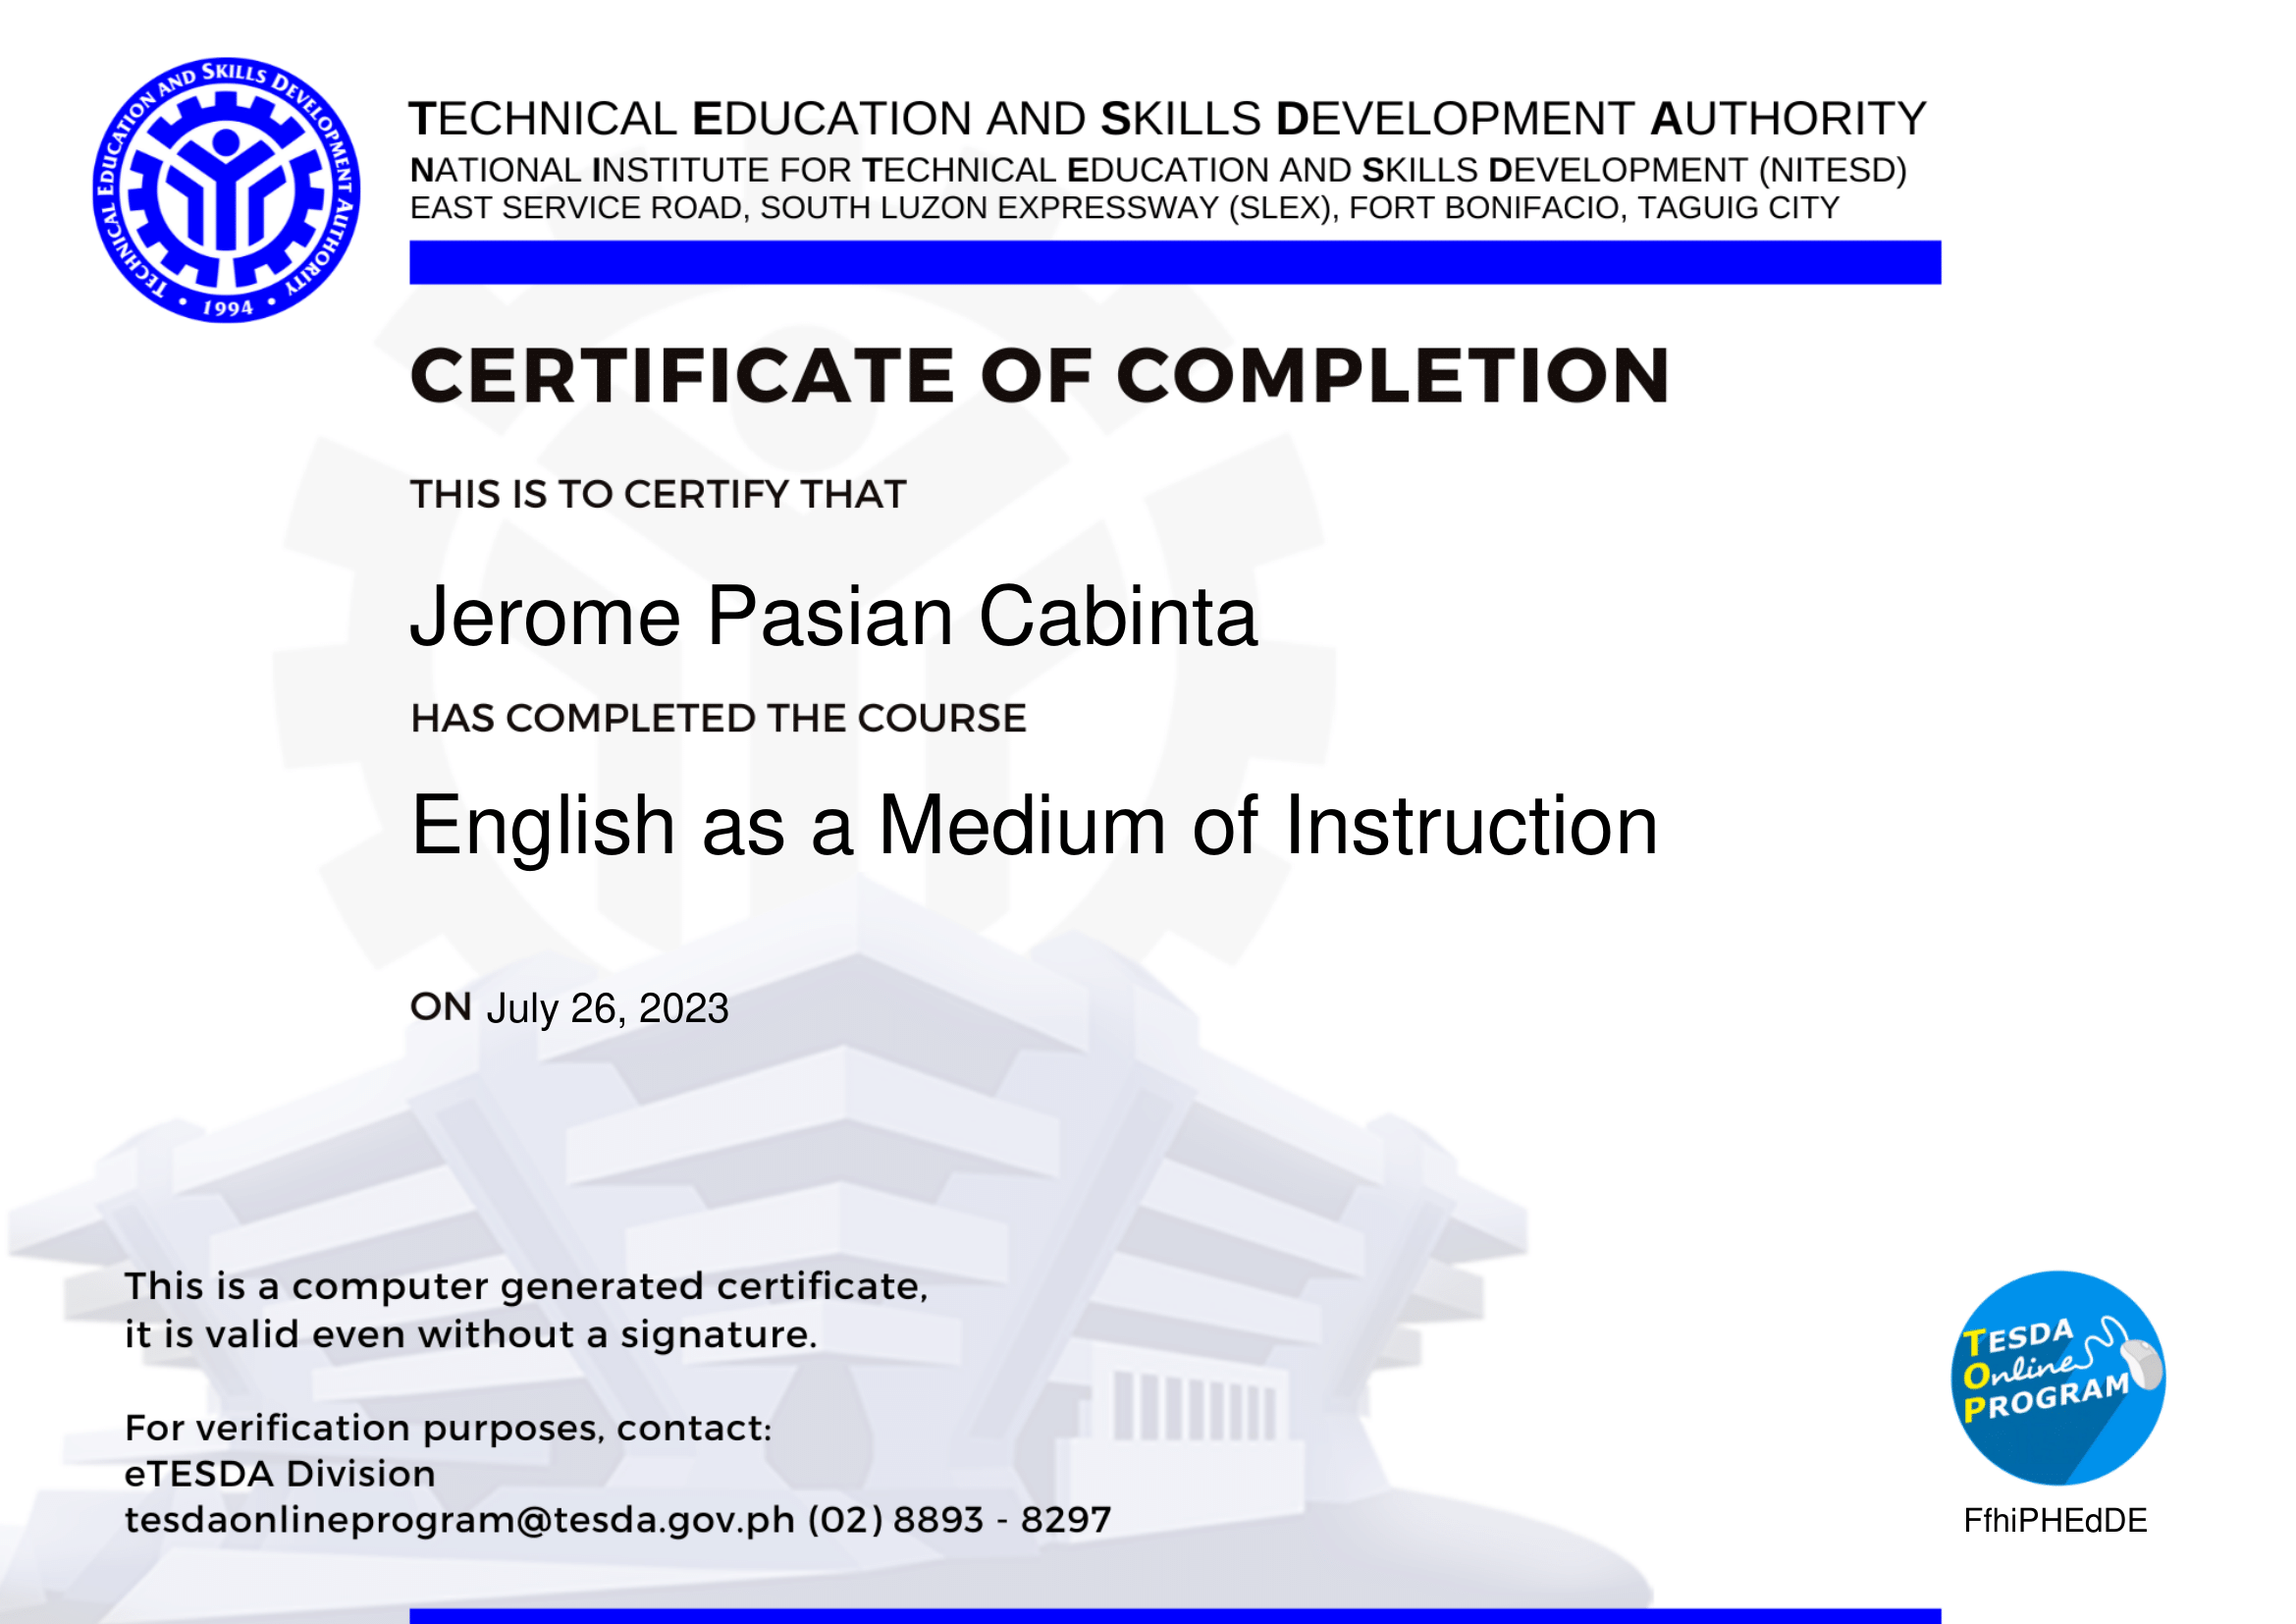 TECHNICAL EDUCATION AND SKILLS DEVELOPMENT AUTHORITY
• 1994 •
TECHNICAL EDUCATION AND SKILLS DEVELOPMENT AUTHORITY
NATIONAL INSTITUTE FOR TECHNICAL EDUCATION AND SKILLS DEVELOPMENT (NITESD)
EAST SERVICE ROAD, SOUTH LUZON EXPRESSWAY (SLEX), FORT BONIFACIO, TAGUIG CITY
CERTIFICATE OF COMPLETION
THIS IS TO CERTIFY THAT
Jerome Pasian Cabinta
HAS COMPLETED THE COURSE
English as a Medium of Instruction
ON July 26, 2023
This is a computer generated certificate,
it is valid even without a signature.
For verification purposes, contact:
eTESDA Division
tesdaonlineprogram@tesda.gov.ph (02) 8893 - 8297
TESDA
Online
PROGRAM
FfhiPHEdDE